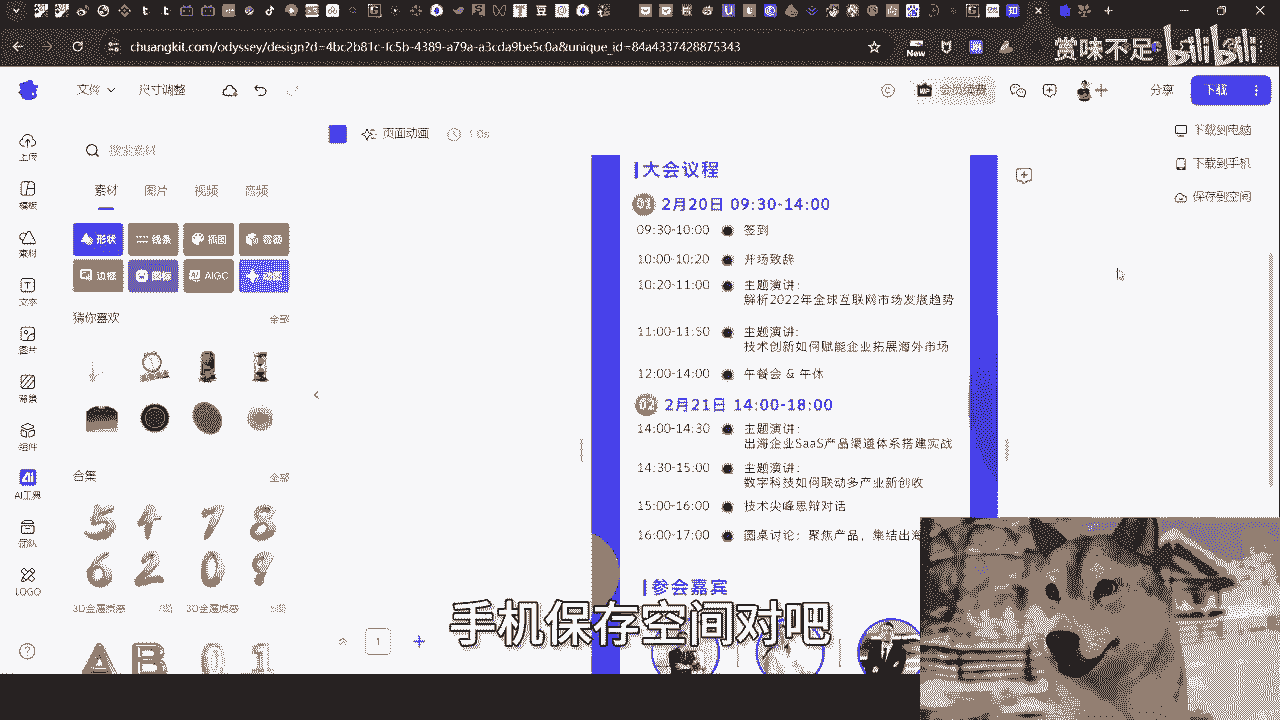 chuangkit.com/odyssey/design?d=4bc2b81c-fc5b-4389-a79a-a3cda9be5c0a&unique_id=84a4337428875343
New
赏味不足 bilibili
文件
尺寸调整
会员免费
分享
下载
页面动画
1.0s
下载到电脑
下载到手机
保存到空间
上传
模板
素材
文字
图片
背景
组件
AI工具
团队
搜索素材
素材 图片 视频 音频
形状 线条 插图 容器
边框 图标 AIGC 动图
猜你喜欢 全部
合集 全部
5 4 7 8
6 2 0 9
3D金属质感 3D金属质感
A B 0 1
大会议程
01 2月20日 09:30-14:00
09:30-10:00 签到
10:00-10:20 开场致辞
10:20-11:00 主题演讲:
解析2022年全球互联网市场发展趋势
11:00-11:50 主题演讲:
技术创新如何赋能企业拓展海外市场
12:00-14:00 午餐会 & 午休
02 2月21日 14:00-18:00
14:00-14:30 主题演讲:
出海企业SaaS产品渠道体系搭建实战
14:30-15:00 主题演讲:
数字科技如何联动多产业新创收
15:00-16:00 技术尖峰思辩对话
16:00-17:00 圆桌讨论: 聚焦产品, 集结出海
参会嘉宾
1
手机保存空间对吧